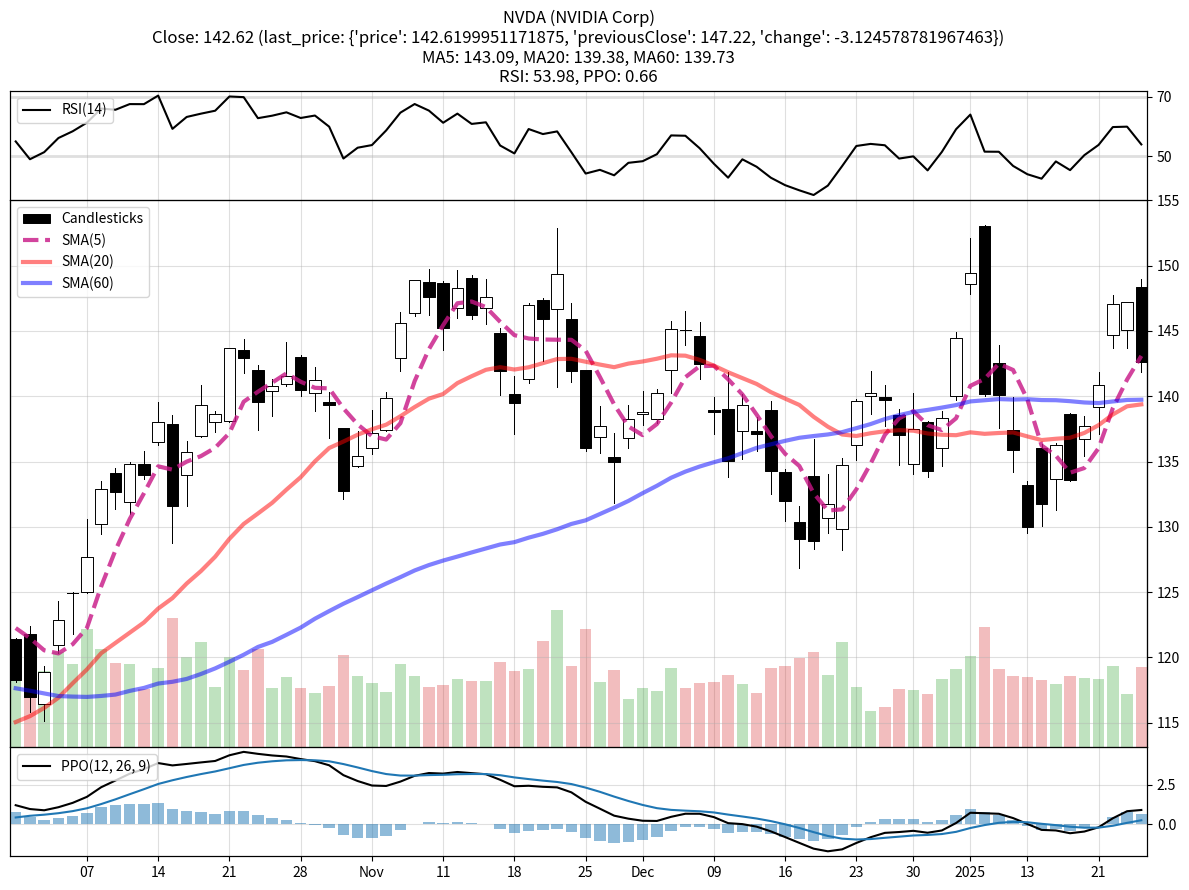 NVDA (NVIDIA Corp)
Close: 142.62 (last_price: {'price': 142.6199951171875, 'previousClose': 147.22, 'change': -3.124578781967463})
MA5: 143.09, MA20: 139.38, MA60: 139.73
RSI: 53.98, PPO: 0.66
RSI(14)
70
50
155
Candlesticks
SMA(5)
SMA(20)
SMA(60)
150
145
140
135
130
125
120
115
PPO(12, 26, 9)
2.5
0.0
07 14 21 28 Nov 11 18 25 Dec 09 16 23 30 2025 13 21